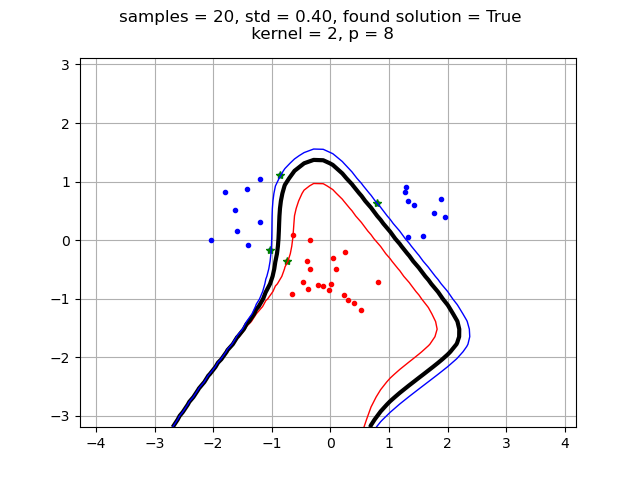 samples = 20, std = 0.40, found solution = True
kernel = 2, p = 8
3
2
1
0
−1
−2
−3
−4 −3 −2 −1 0 1 2 3 4